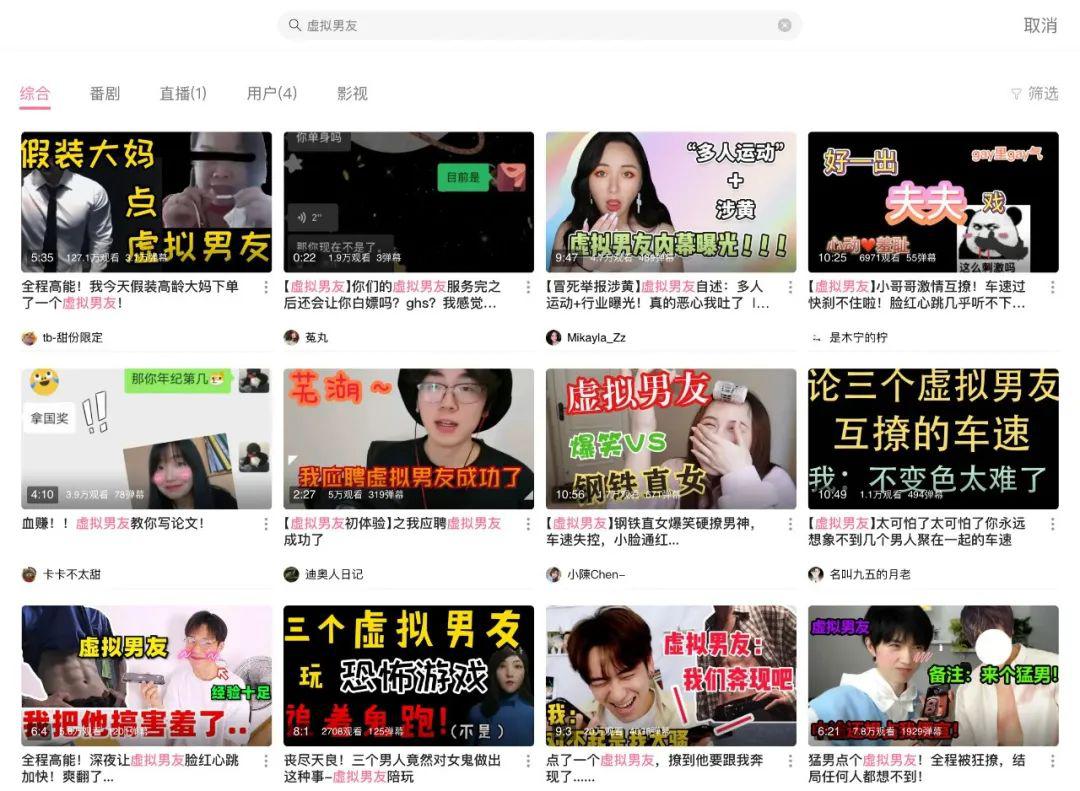 虚拟男友
取消
综合
番剧
直播(1)
用户(4)
影视
筛选
假装大妈
点
虚拟男友
5:35 127.1万观看 3.1万弹幕
全程高能！我今天假装高龄大妈下单
了一个虚拟男友！
tb-甜份限定
你单身吗
目前是
2"
那你现在不是了。
0:22 1.9万观看 3弹幕
【虚拟男友】你们的虚拟男友服务完之
后还会让你白嫖吗？ghs？我感觉...
苋丸
“多人运动”
+
涉黄
虚拟男友内幕曝光！！！
9:47
【冒死举报涉黄】虚拟男友自述：多人
运动+行业曝光！真的恶心我吐了 |...
Mikayla_Zz
gay里gay气
好一出
夫夫
戏
心动❤羞耻
这么刺激吗
10:25 6971观看 55弹幕
【虚拟男友】小哥哥激情互撩！车速过
快刹不住啦！脸红心跳几乎听不下...
是木宁的柠
那你年纪第几
拿国奖
4:10 3.9万观看 78弹幕
血赚！！虚拟男友教你写论文！
卡卡不太甜
芜湖～
我应聘虚拟男友成功了
2:27 5万观看 319弹幕
【虚拟男友初体验】之我应聘虚拟男友
成功了
迪奥人日记
虚拟男友
爆笑VS
钢铁直女
10:56
【虚拟男友】钢铁直女爆笑硬撩男神，
车速失控，小脸通红...
小陳Chen–
论三个虚拟男友
互撩的车速
我：不变色太难了
10:49 1.1万观看 494弹幕
【虚拟男友】太可怕了太可怕了你永远
想象不到几个男人聚在一起的车速
名叫九五的月老
虚拟男友
经验十足
我把他搞害羞了..
6:4
全程高能！深夜让虚拟男友脸红心跳
加快！爽翻了...
三个虚拟男友
玩 恐怖游戏
追着鬼跑！(不是)
8:1 2708观看 125弹幕
丧尽天良！三个男人竟然对女鬼做出
这种事~虚拟男友陪玩
虚拟男友：
我们奔现吧
我：
9:3
点了一个虚拟男友，撩到他要跟我奔
现了......
虚拟男友
备注：来个猛男！
6:21 7.8万观看 1929弹幕
猛男点个虚拟男友！全程被狂撩，结
局任何人都想不到！